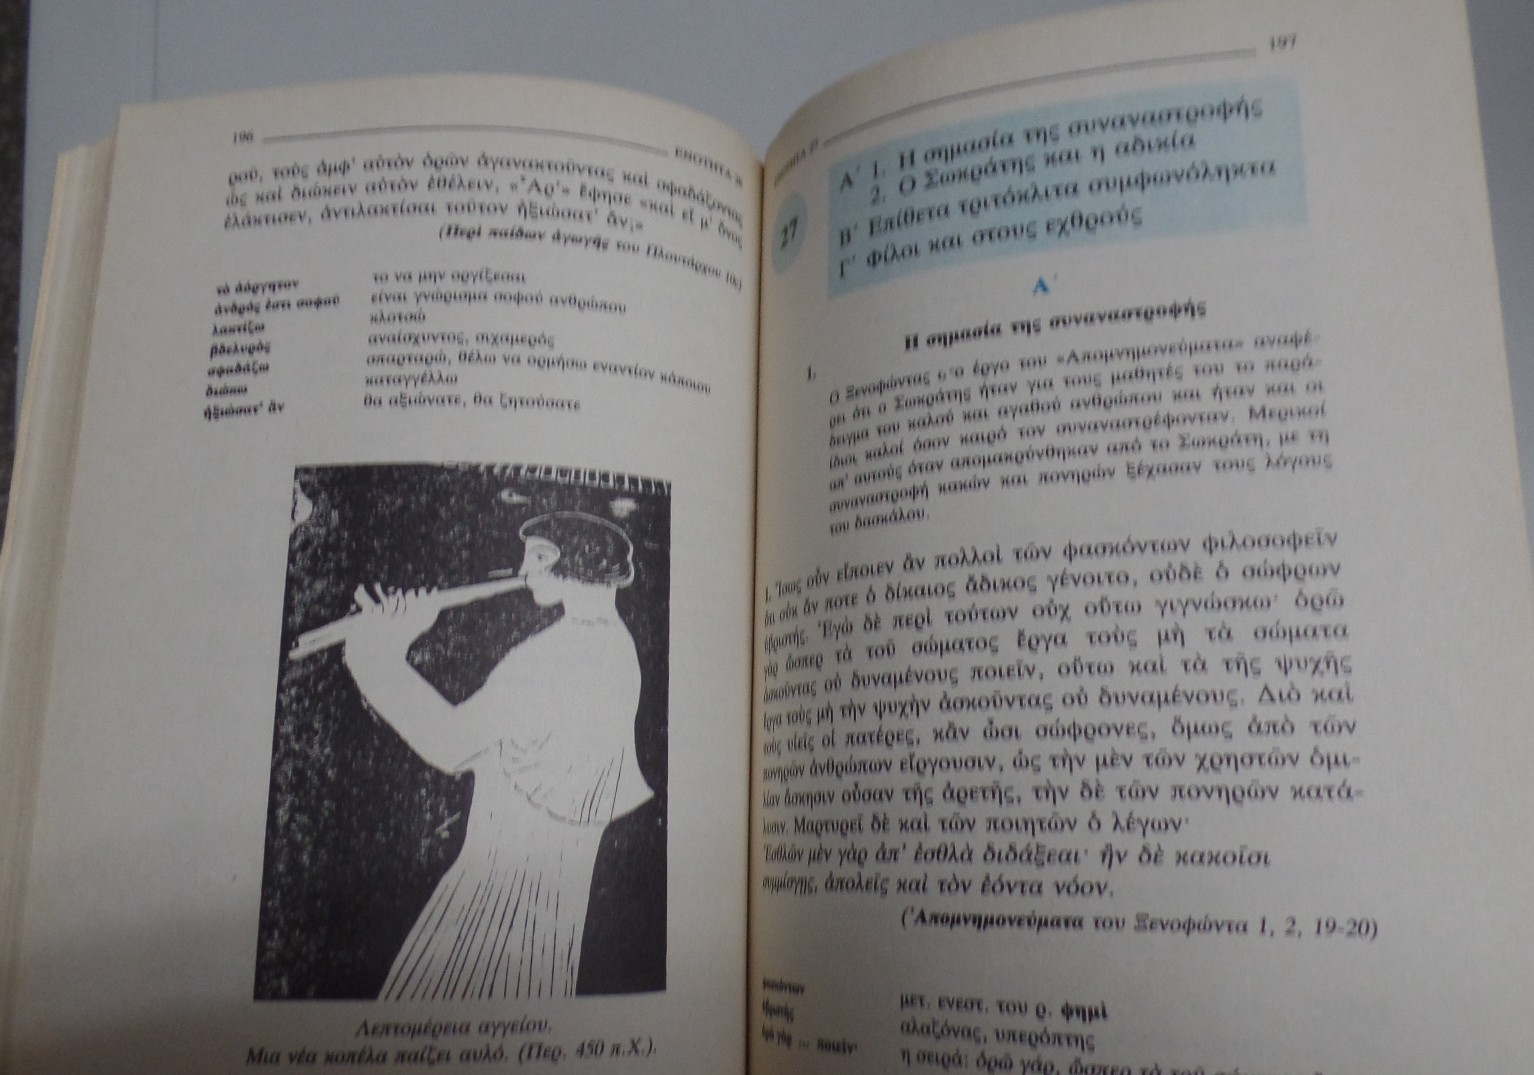 196
ΕΝΟΤΗΤΑ 26
ροῦ, τοὺς ἀμφ' αὐτὸν ὁρῶν ἀγανακτοῦντας καὶ σφαδάζοντας
ὡς καὶ διώκειν αὐτὸν ἐθέλειν, «Ἆρ'» ἔφησε «καὶ εἴ μ' ὄνος
ἐλάκτισεν, ἀντιλακτίσαι τοῦτον ἠξιώσατ' ἄν;»
(Περὶ παίδων ἀγωγῆς του Πλουτάρχου 10c)
τὸ ἀόργητον το να μην οργίζεσαι
ἀνδρός ἐστι σοφοῦ είναι γνώρισμα σοφού ανθρώπου
λακτίζω κλοτσώ
βδελυρὸς αναίσχυντος, σιχαμερός
σφαδάζω σπαρταρώ, θέλω να ορμήσω εναντίον κάποιου
διώκω καταγγέλλω
ἠξιώσατ' ἄν θα αξιώνατε, θα ζητούσατε
Λεπτομέρεια αγγείου.
Μια νέα κοπέλα παίζει αυλό. (Περ. 450 π.Χ.).
197
27
Α' 1. Η σημασία της συναναστροφής
2. Ο Σωκράτης και η αδικία
Β' Επίθετα τριτόκλιτα συμφωνόληκτα
Γ' Φίλοι και στους εχθρούς
Α'
Η σημασία της συναναστροφής
1.
Ο Ξενοφώντας στο έργο του «Απομνημονεύματα» αναφέ-
ρει ότι ο Σωκράτης ήταν για τους μαθητές του το παρά-
δειγμα του καλού και αγαθού ανθρώπου και ήταν και οι
ίδιοι καλοί όσον καιρό τον συναναστρέφονταν. Μερικοί
απ' αυτούς όταν απομακρύνθηκαν από το Σωκράτη, με τη
συναναστροφή κακών και πονηρών ξέχασαν τους λόγους
του δασκάλου.
1. Ἴσως οὖν εἴποιεν ἂν πολλοὶ τῶν φασκόντων φιλοσοφεῖν
ὅτι οὐκ ἄν ποτε ὁ δίκαιος ἄδικος γένοιτο, οὐδὲ ὁ σώφρων
ὑβριστής. Ἐγὼ δὲ περὶ τούτων οὐχ οὕτω γιγνώσκω· ὁρῶ
γὰρ ὥσπερ τὰ τοῦ σώματος ἔργα τοὺς μὴ τὰ σώματα
ἀσκοῦντας οὐ δυναμένους ποιεῖν, οὕτω καὶ τὰ τῆς ψυχῆς
ἔργα τοὺς μὴ τὴν ψυχὴν ἀσκοῦντας οὐ δυναμένους. Διὸ καὶ
τοὺς υἱεῖς οἱ πατέρες, κἂν ὦσι σώφρονες, ὅμως ἀπὸ τῶν
πονηρῶν ἀνθρώπων εἴργουσιν, ὡς τὴν μὲν τῶν χρηστῶν ὁμι-
λίαν ἄσκησιν οὖσαν τῆς ἀρετῆς, τὴν δὲ τῶν πονηρῶν κατά-
λυσιν. Μαρτυρεῖ δὲ καὶ τῶν ποιητῶν ὁ λέγων·
Ἐσθλῶν μὲν γὰρ ἀπ' ἐσθλὰ διδάξεαι· ἢν δὲ κακοῖσι
συμμίσγῃς, ἀπολεῖς καὶ τὸν ἐόντα νόον.
(Ἀπομνημονεύματα του Ξενοφώντα 1, 2, 19-20)
φασκόντων μετ. ενεστ. του ρ. φημὶ
ὑβριστής αλαζόνας, υπερόπτης
ὁρῶ γὰρ ... ποιεῖν· η σειρά: ὁρῶ γάρ, ὥσπερ τὰ τοῦ